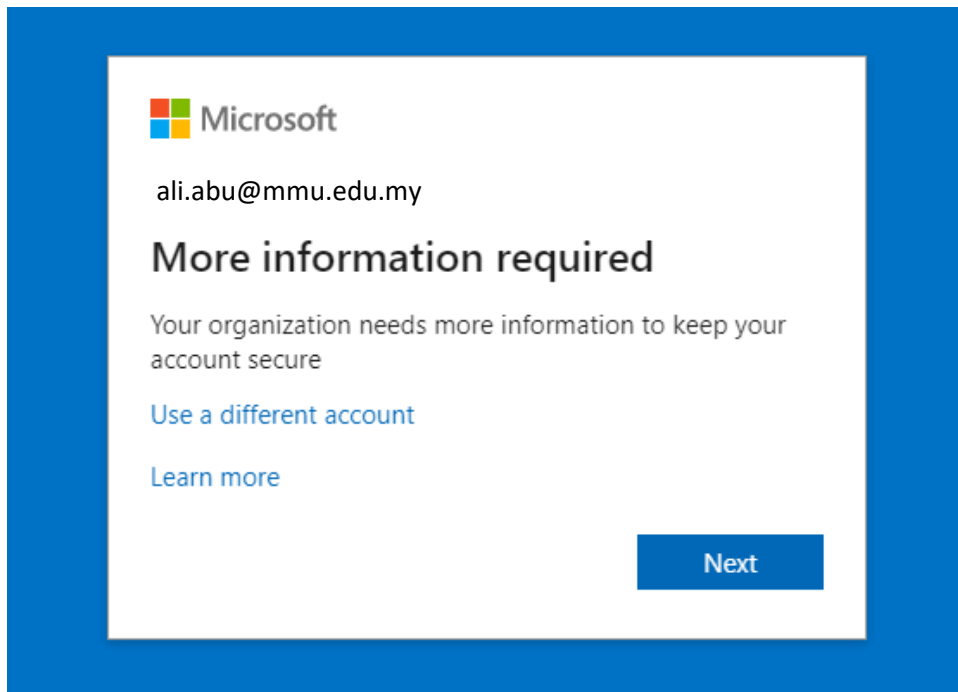 Microsoft
ali.abu@mmu.edu.my
More information required
Your organization needs more information to keep your
account secure
Use a different account
Learn more
Next